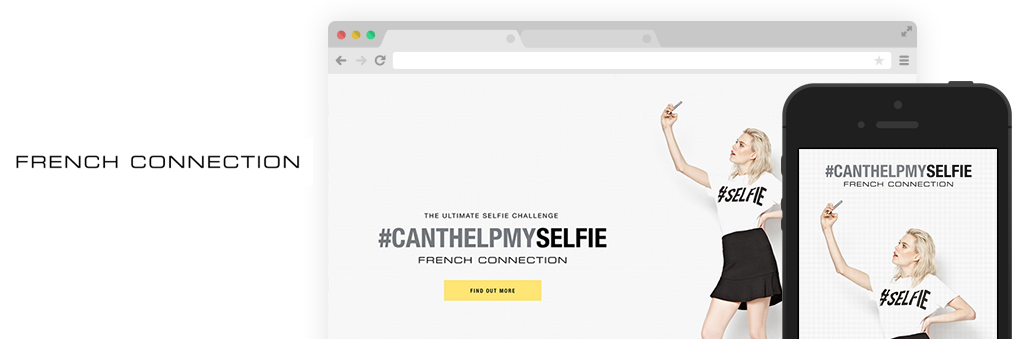 FRENCH CONNECTION
THE ULTIMATE SELFIE CHALLENGE
#CANTHELPMYSELFIE
FRENCH CONNECTION
FIND OUT MORE
#SELFIE
#CANTHELPMYSELFIE
FRENCH CONNECTION
#SELFIE